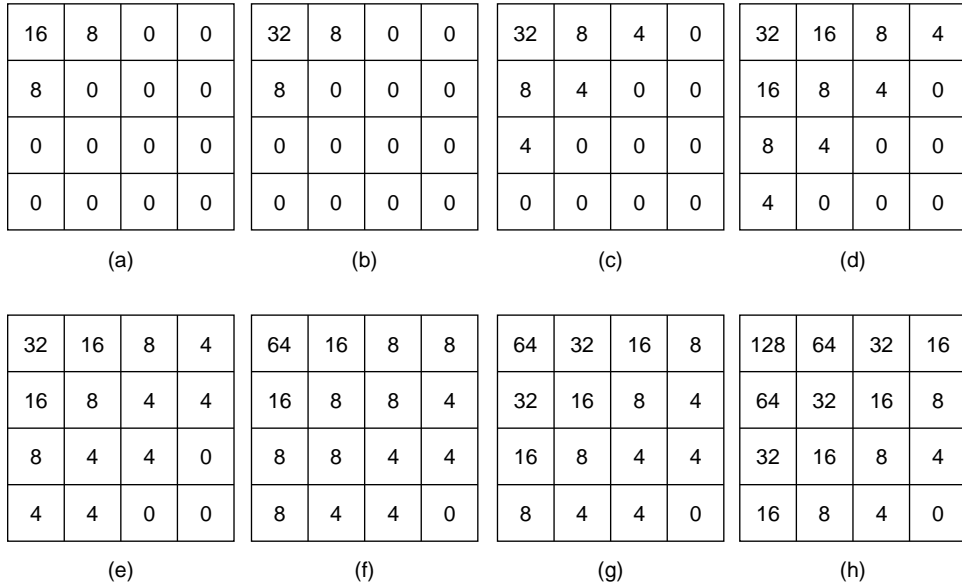 16 8 0 0 32 8 0 0 32 8 4 0 32 16 8 4
8 0 0 0 8 0 0 0 8 4 0 0 16 8 4 0
0 0 0 0 0 0 0 0 4 0 0 0 8 4 0 0
0 0 0 0 0 0 0 0 0 0 0 0 4 0 0 0
(a) (b) (c) (d)
32 16 8 4 64 16 8 8 64 32 16 8 128 64 32 16
16 8 4 4 16 8 8 4 32 16 8 4 64 32 16 8
8 4 4 0 8 8 4 4 16 8 4 4 32 16 8 4
4 4 0 0 8 4 4 0 8 4 4 0 16 8 4 0
(e) (f) (g) (h)